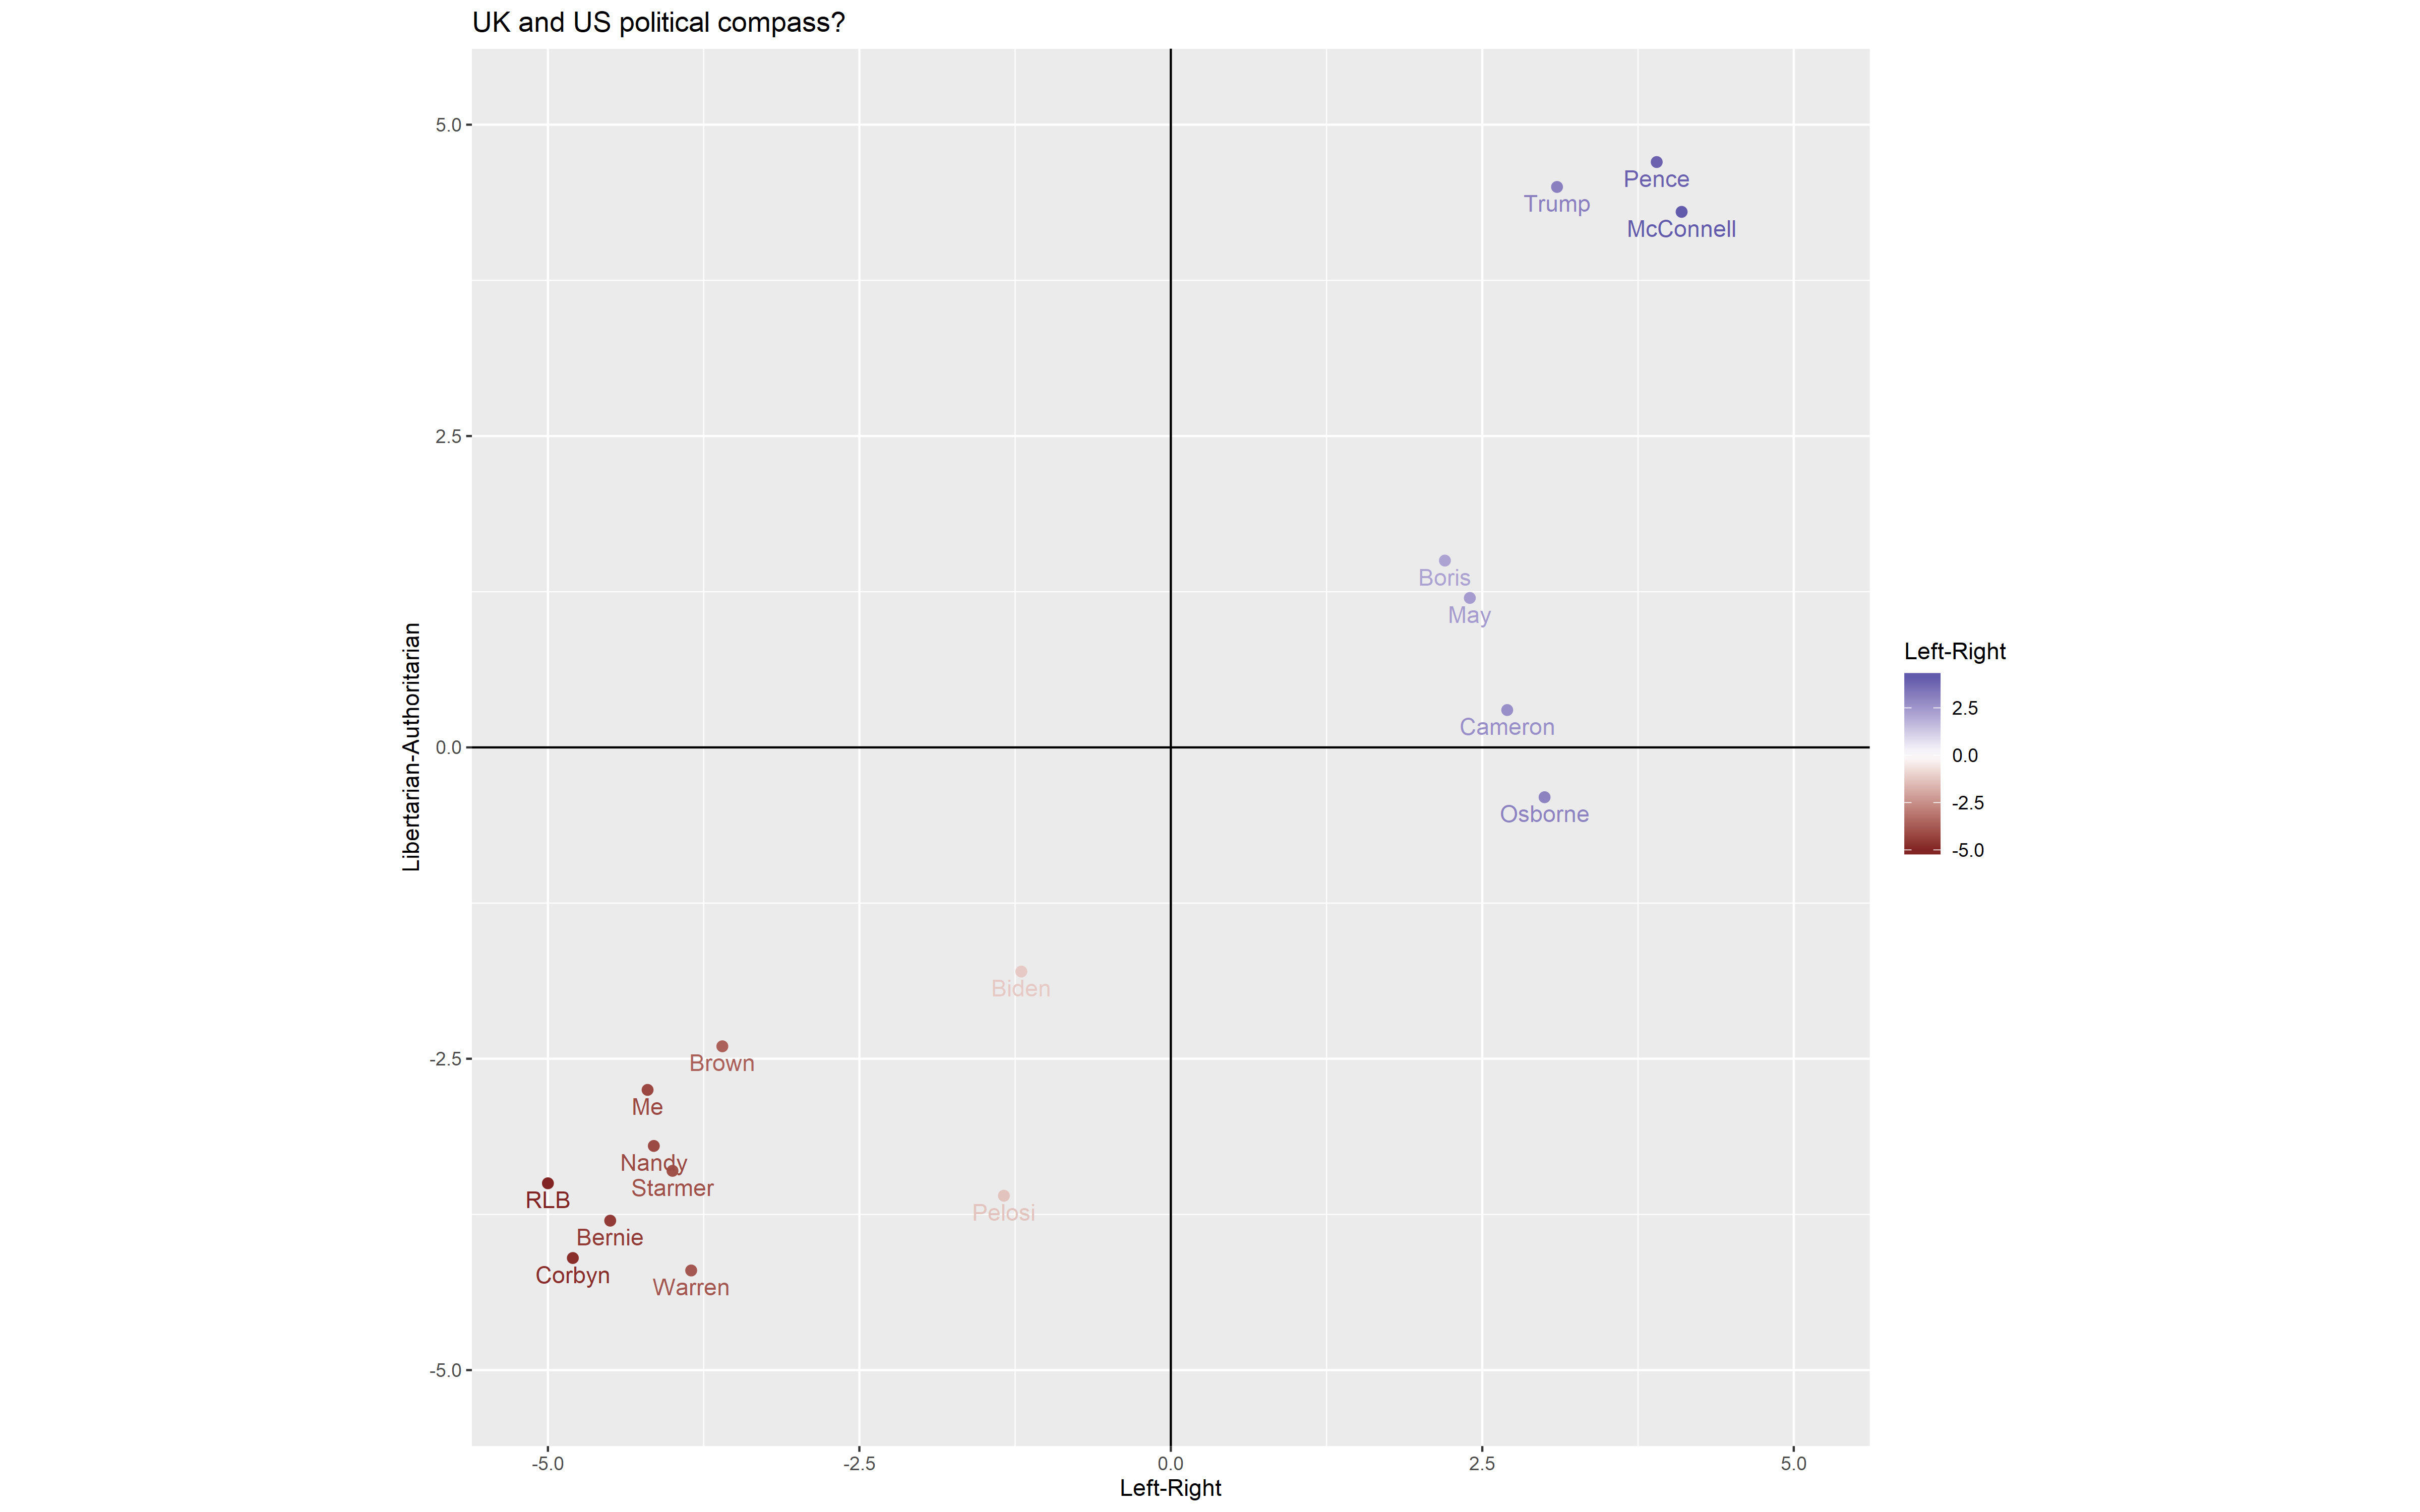 UK and US political compass?
5.0
2.5
0.0
-2.5
-5.0
Libertarian-Authoritarian
Pence
Trump
McConnell
Boris
May
Cameron
Osborne
Biden
Brown
Me
Nandy
Starmer
RLB
Pelosi
Bernie
Corbyn
Warren
-5.0
-2.5
0.0
2.5
5.0
Left-Right
Left-Right
2.5
0.0
-2.5
-5.0